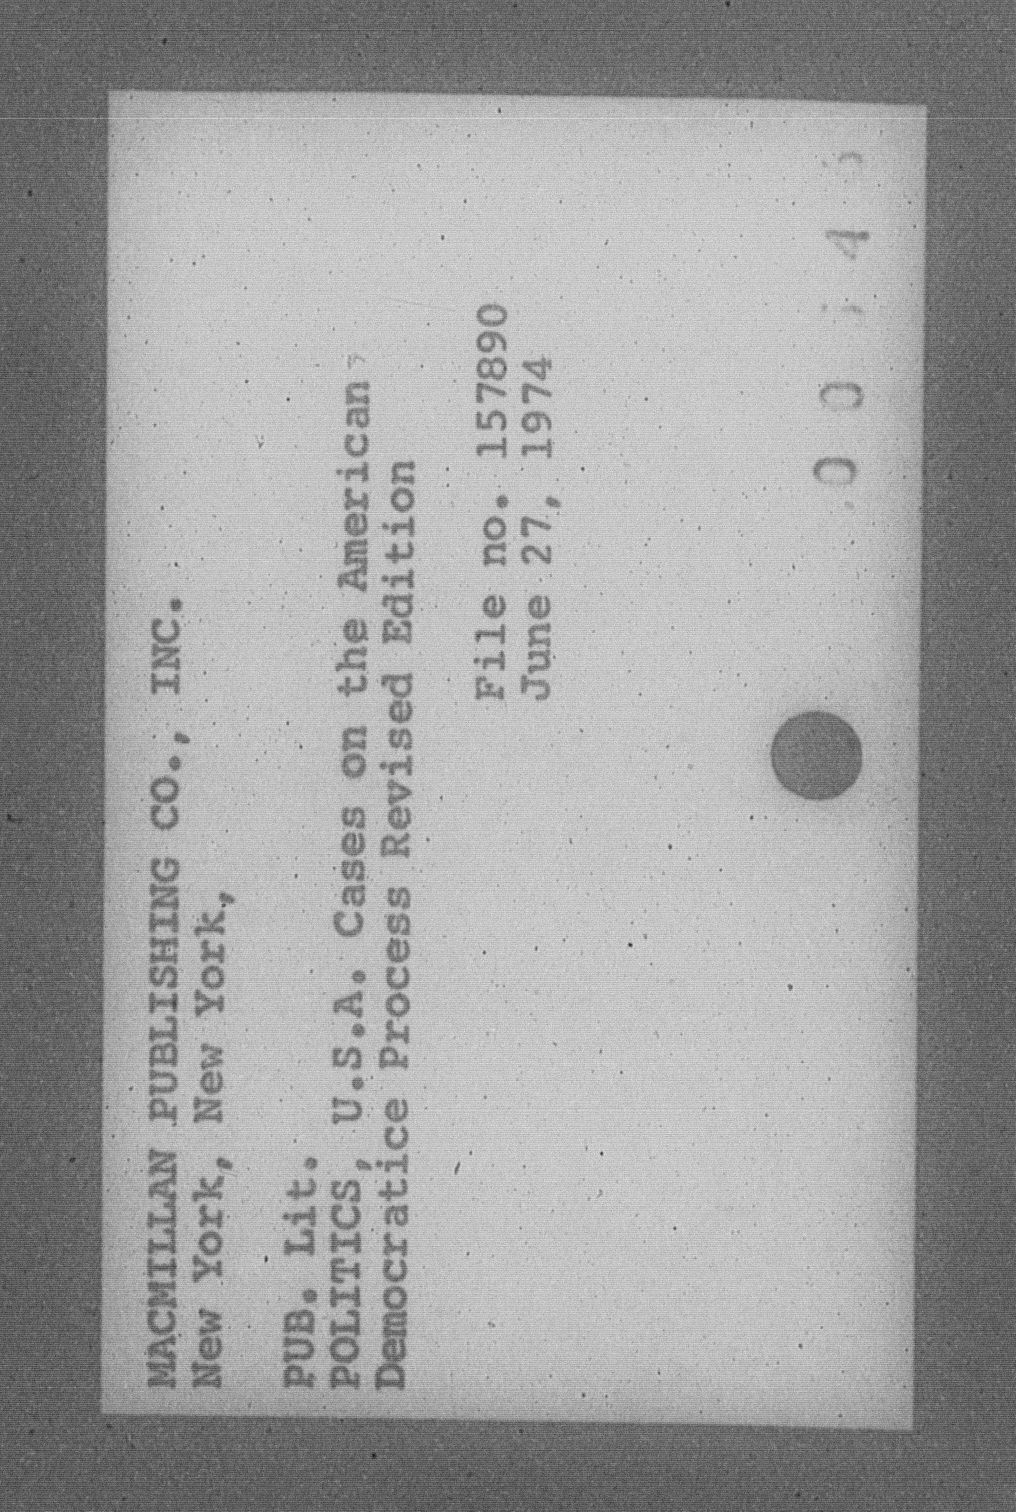 MACMILLAN PUBLISHING CO., INC.
New York, New York,
PUB. Lit.
POLITICS, U.S.A. Cases on the American
Democratice Process Revised Edition
File no. 157890
June 27, 1974